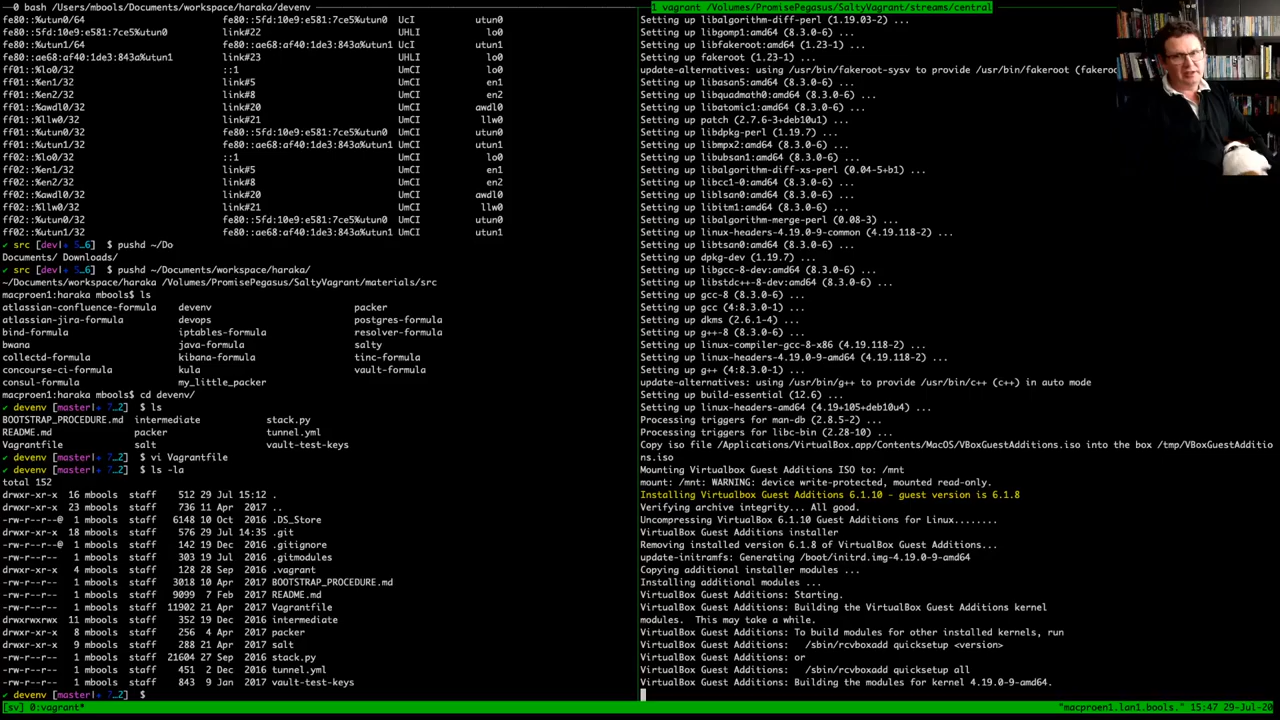 0 bash /Users/mbools/Documents/workspace/haraka/devenv
fe80::%utun0/64 fe80::5fd:10e9:e581:7ce5%utun0 UcI utun0
fe80::5fd:10e9:e581:7ce5%utun0 link#22 UHLI lo0
fe80::%utun1/64 fe80::ae68:af40:1de3:843a%utun1 UcI utun1
fe80::ae68:af40:1de3:843a%utun1 link#23 UHLI lo0
ff01::%lo0/32 ::1 UmCI lo0
ff01::%en1/32 link#5 UmCI en1
ff01::%en2/32 link#8 UmCI en2
ff01::%awdl0/32 link#20 UmCI awdl0
ff01::%llw0/32 link#21 UmCI llw0
ff01::%utun0/32 fe80::5fd:10e9:e581:7ce5%utun0 UmCI utun0
ff01::%utun1/32 fe80::ae68:af40:1de3:843a%utun1 UmCI utun1
ff02::%lo0/32 ::1 UmCI lo0
ff02::%en1/32 link#5 UmCI en1
ff02::%en2/32 link#8 UmCI en2
ff02::%awdl0/32 link#20 UmCI awdl0
ff02::%llw0/32 link#21 UmCI llw0
ff02::%utun0/32 fe80::5fd:10e9:e581:7ce5%utun0 UmCI utun0
ff02::%utun1/32 fe80::ae68:af40:1de3:843a%utun1 UmCI utun1
✔ src [dev|✚ 5…6] $ pushd ~/Do
Documents/ Downloads/
✔ src [dev|✚ 5…6] $ pushd ~/Documents/workspace/haraka/
~/Documents/workspace/haraka /Volumes/PromisePegasus/SaltyVagrant/materials/src
macproen1:haraka mbools$ ls
atlassian-confluence-formula devenv packer
atlassian-jira-formula devops postgres-formula
bind-formula iptables-formula resolver-formula
bwana java-formula salty
collectd-formula kibana-formula tinc-formula
concourse-ci-formula kula vault-formula
consul-formula my_little_packer
macproen1:haraka mbools$ cd devenv/
✔ devenv [master|✚ 7…2] $ ls
BOOTSTRAP_PROCEDURE.md intermediate stack.py
README.md packer tunnel.yml
Vagrantfile salt vault-test-keys
✔ devenv [master|✚ 7…2] $ vi Vagrantfile
✔ devenv [master|✚ 7…2] $ ls -la
total 152
drwxr-xr-x 16 mbools staff 512 29 Jul 15:12 .
drwxr-xr-x 23 mbools staff 736 11 Apr 2017 ..
-rw-r--r--@ 1 mbools staff 6148 10 Oct 2016 .DS_Store
drwxr-xr-x 18 mbools staff 576 29 Jul 14:35 .git
-rw-r--r--@ 1 mbools staff 142 19 Dec 2016 .gitignore
-rw-r--r-- 1 mbools staff 303 19 Jul 2016 .gitmodules
drwxr-xr-x 4 mbools staff 128 28 Sep 2016 .vagrant
-rw-r--r-- 1 mbools staff 3018 10 Apr 2017 BOOTSTRAP_PROCEDURE.md
-rw-r--r-- 1 mbools staff 9099 7 Feb 2017 README.md
-rw-r--r-- 1 mbools staff 11902 21 Apr 2017 Vagrantfile
drwxrwxrwx 11 mbools staff 352 19 Dec 2016 intermediate
drwxr-xr-x 8 mbools staff 256 4 Apr 2017 packer
drwxr-xr-x 9 mbools staff 288 21 Apr 2017 salt
-rw-r--r-- 1 mbools staff 21604 27 Sep 2016 stack.py
-rw-r--r-- 1 mbools staff 451 2 Dec 2016 tunnel.yml
-rw-r--r-- 1 mbools staff 843 9 Jan 2017 vault-test-keys
✔ devenv [master|✚ 7…2] $
1 vagrant /Volumes/PromisePegasus/SaltyVagrant/streams/central
Setting up libalgorithm-diff-perl (1.19.03-2) ...
Setting up libgomp1:amd64 (8.3.0-6) ...
Setting up libfakeroot:amd64 (1.23-1) ...
Setting up fakeroot (1.23-1) ...
update-alternatives: using /usr/bin/fakeroot-sysv to provide /usr/bin/fakeroot (fakeroo
Setting up libasan5:amd64 (8.3.0-6) ...
Setting up libquadmath0:amd64 (8.3.0-6) ...
Setting up libatomic1:amd64 (8.3.0-6) ...
Setting up patch (2.7.6-3+deb10u1) ...
Setting up libdpkg-perl (1.19.7) ...
Setting up libmpx2:amd64 (8.3.0-6) ...
Setting up libubsan1:amd64 (8.3.0-6) ...
Setting up libalgorithm-diff-xs-perl (0.04-5+b1) ...
Setting up libcc1-0:amd64 (8.3.0-6) ...
Setting up liblsan0:amd64 (8.3.0-6) ...
Setting up libitm1:amd64 (8.3.0-6) ...
Setting up libalgorithm-merge-perl (0.08-3) ...
Setting up linux-headers-4.19.0-9-common (4.19.118-2) ...
Setting up libtsan0:amd64 (8.3.0-6) ...
Setting up dpkg-dev (1.19.7) ...
Setting up libgcc-8-dev:amd64 (8.3.0-6) ...
Setting up libstdc++-8-dev:amd64 (8.3.0-6) ...
Setting up gcc-8 (8.3.0-6) ...
Setting up gcc (4:8.3.0-1) ...
Setting up dkms (2.6.1-4) ...
Setting up g++-8 (8.3.0-6) ...
Setting up linux-compiler-gcc-8-x86 (4.19.118-2) ...
Setting up linux-headers-4.19.0-9-amd64 (4.19.118-2) ...
Setting up g++ (4:8.3.0-1) ...
update-alternatives: using /usr/bin/g++ to provide /usr/bin/c++ (c++) in auto mode
Setting up build-essential (12.6) ...
Setting up linux-headers-amd64 (4.19+105+deb10u4) ...
Processing triggers for man-db (2.8.5-2) ...
Processing triggers for libc-bin (2.28-10) ...
Copy iso file /Applications/VirtualBox.app/Contents/MacOS/VBoxGuestAdditions.iso into the box /tmp/VBoxGuestAdditio
ns.iso
Mounting Virtualbox Guest Additions ISO to: /mnt
mount: /mnt: WARNING: device write-protected, mounted read-only.
Installing Virtualbox Guest Additions 6.1.10 - guest version is 6.1.8
Verifying archive integrity... All good.
Uncompressing VirtualBox 6.1.10 Guest Additions for Linux........
VirtualBox Guest Additions installer
Removing installed version 6.1.8 of VirtualBox Guest Additions...
update-initramfs: Generating /boot/initrd.img-4.19.0-9-amd64
Copying additional installer modules ...
Installing additional modules ...
VirtualBox Guest Additions: Starting.
VirtualBox Guest Additions: Building the VirtualBox Guest Additions kernel
modules. This may take a while.
VirtualBox Guest Additions: To build modules for other installed kernels, run
VirtualBox Guest Additions: /sbin/rcvboxadd quicksetup <version>
VirtualBox Guest Additions: or
VirtualBox Guest Additions: /sbin/rcvboxadd quicksetup all
VirtualBox Guest Additions: Building the modules for kernel 4.19.0-9-amd64.
[sv] 0:vagrant* "macproen1.lan1.bools." 15:47 29-Jul-20